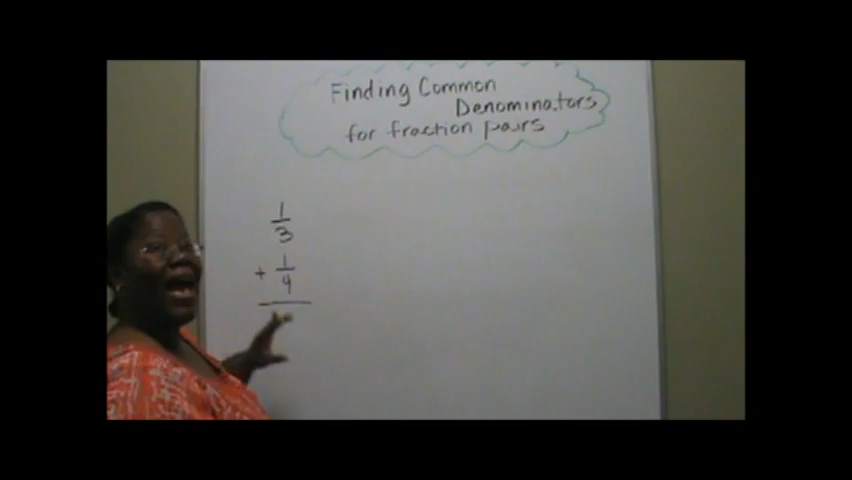 Finding Common
Denominators
for fraction pairs
1
3
+ 1
4